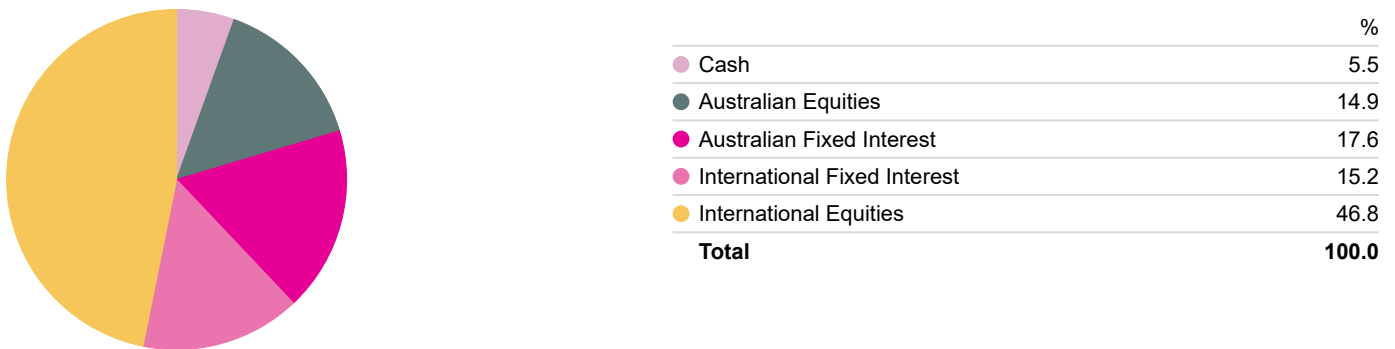 %
Cash 5.5
Australian Equities 14.9
Australian Fixed Interest 17.6
International Fixed Interest 15.2
International Equities 46.8
Total 100.0